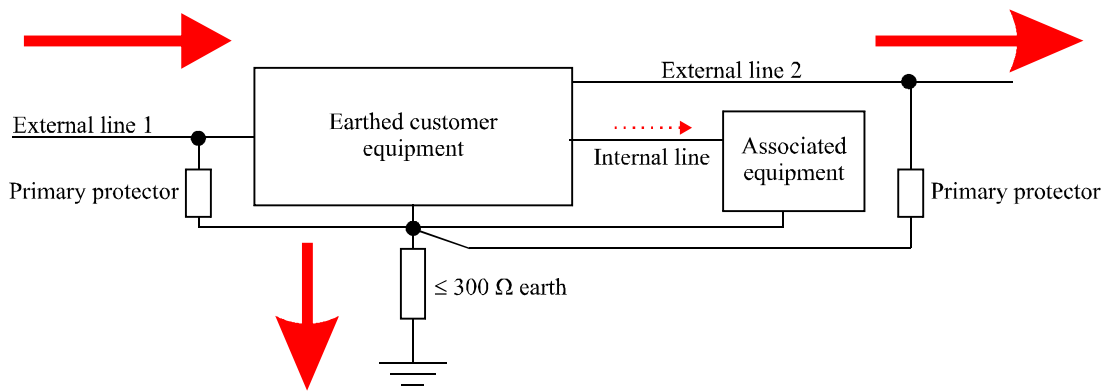 External line 2
External line 1
Earthed customer
equipment
Internal line
Associated
equipment
Primary protector
Primary protector
≤ 300 Ω earth